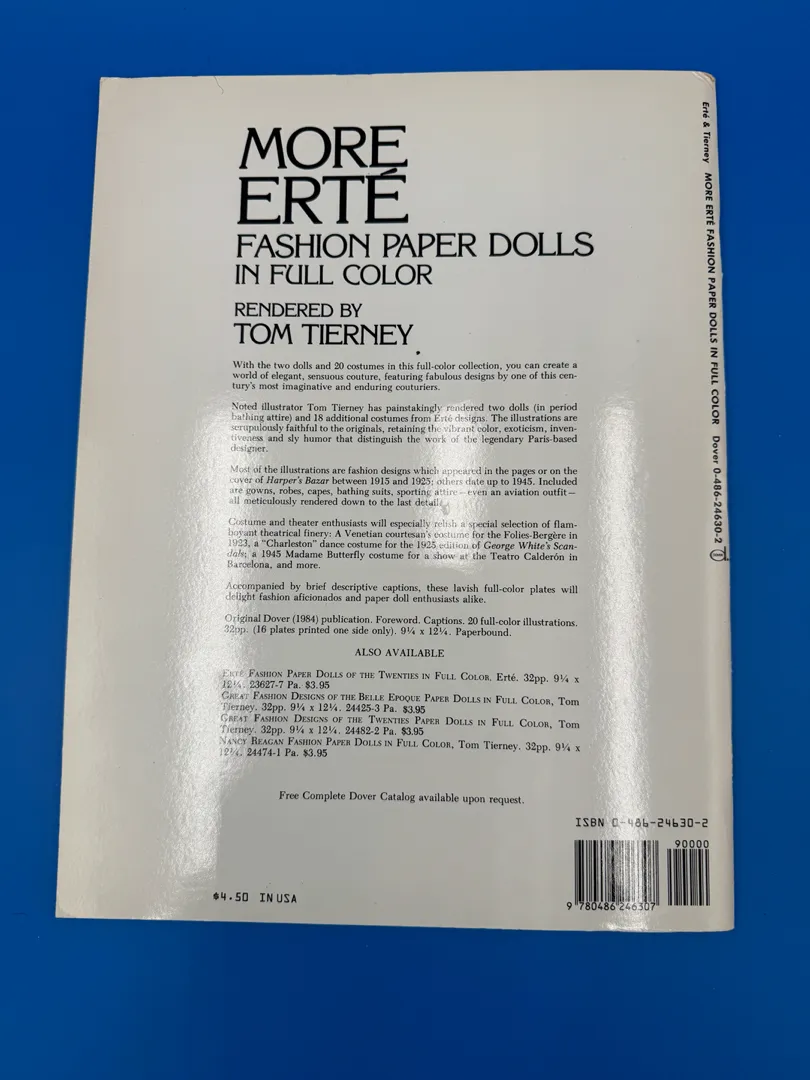 MORE
ERTÉ
FASHION PAPER DOLLS
IN FULL COLOR
RENDERED BY
TOM TIERNEY
With the two dolls and 20 costumes in this full-color collection, you can create a
world of elegant, sensuous couture, featuring fabulous designs by one of this cen-
tury's most imaginative and enduring couturiers.
Noted illustrator Tom Tierney has painstakingly rendered two dolls (in period
bathing attire) and 18 additional costumes from Erté designs. The illustrations are
scrupulously faithful to the originals, retaining the vibrant color, exoticism, inven-
tiveness and sly humor that distinguish the work of the legendary Paris-based
designer.
Most of the illustrations are fashion designs which appeared in the pages or on the
cover of Harper's Bazar between 1915 and 1925; others date up to 1945. Included
are gowns, robes, capes, bathing suits, sporting attire—even an aviation outfit—
all meticulously rendered down to the last detail.
Costume and theater enthusiasts will especially relish a special selection of flam-
boyant theatrical finery: A Venetian courtesan's costume for the Folies-Bergère in
1923, a "Charleston" dance costume for the 1925 edition of George White's Scan-
dals; a 1945 Madame Butterfly costume for a show at the Teatro Calderón in
Barcelona, and more.
Accompanied by brief descriptive captions, these lavish full-color plates will
delight fashion aficionados and paper doll enthusiasts alike.
Original Dover (1984) publication. Foreword. Captions. 20 full-color illustrations.
32pp. (16 plates printed one side only). 9¼ x 12¼. Paperbound.
ALSO AVAILABLE
ERTÉ FASHION PAPER DOLLS OF THE TWENTIES IN FULL COLOR, Erté. 32pp. 9¼ x
12¼. 23627-7 Pa. $3.95
GREAT FASHION DESIGNS OF THE BELLE EPOQUE PAPER DOLLS IN FULL COLOR, Tom
Tierney. 32pp. 9¼ x 12¼. 24425-3 Pa. $3.95
GREAT FASHION DESIGNS OF THE TWENTIES PAPER DOLLS IN FULL COLOR, Tom
Tierney. 32pp. 9¼ x 12¼. 24482-2 Pa. $3.95
NANCY REAGAN FASHION PAPER DOLLS IN FULL COLOR, Tom Tierney. 32pp. 9¼ x
12¼. 24474-1 Pa. $3.95
Free Complete Dover Catalog available upon request.
ISBN 0-486-24630-2
90000
9 780486 246307
$4.50 IN USA
Erté & Tierney MORE ERTÉ FASHION PAPER DOLLS IN FULL COLOR Dover 0-486-24630-2